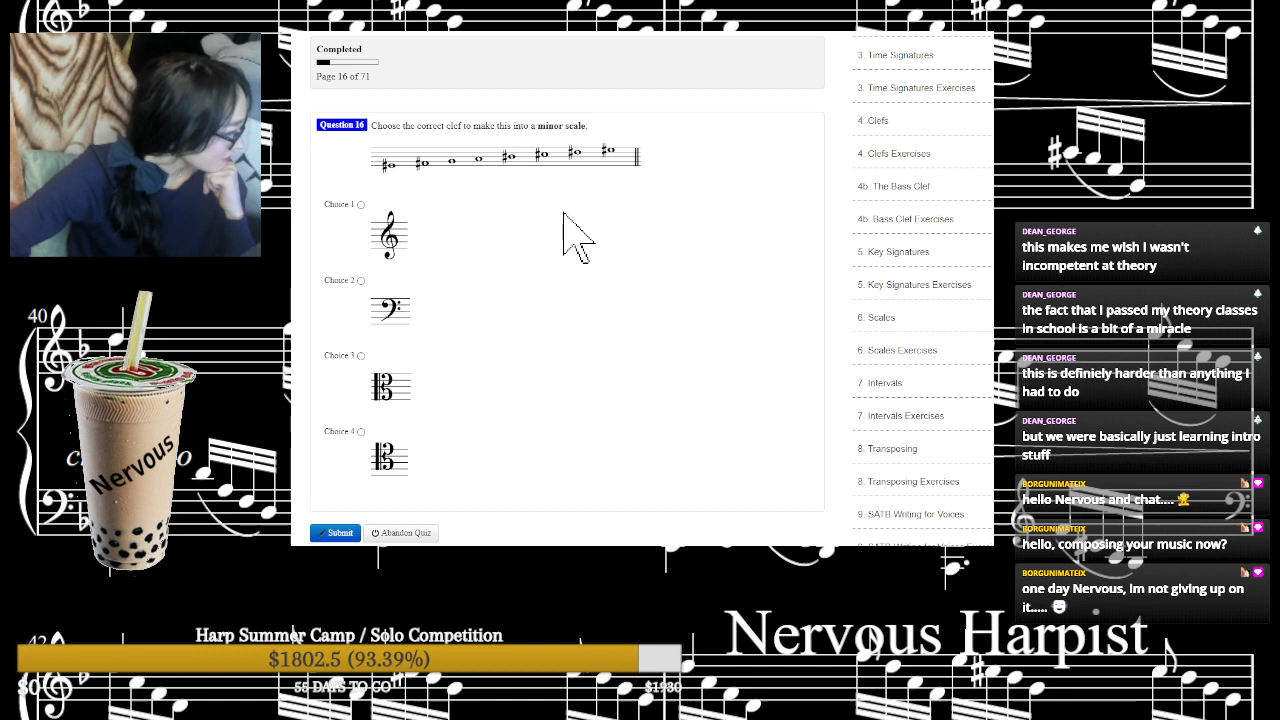 Completed
Page 16 of 71
Question 16 Choose the correct clef to make this into a minor scale:
Choice 1
Choice 2
Choice 3
Choice 4
Submit
Abandon Quiz
3 Time Signatures
3. Time Signatures Exercises
4. Clefs
4. Clefs Exercises
4b. The Bass Clef
4b. Bass Clef Exercises
5. Key Signatures
5. Key Signatures Exercises
6. Scales
6. Scales Exercises
7. Intervals
7. Intervals Exercises
8. Transposing
8. Transposing Exercises
9. SATB Writing for Voices
DEAN_GEORGE
this makes me wish I wasn't
incompetent at theory
DEAN_GEORGE
the fact that I passed my theory classes
in school is a bit of a miracle
DEAN_GEORGE
this is definiely harder than anything I
had to do
DEAN_GEORGE
but we were basically just learning intro
stuff
BORGUNIMATEIX
hello Nervous and chat....
BORGUNIMATEIX
hello, composing your music now?
BORGUNIMATEIX
one day Nervous, im not giving up on
it.....
40
Nervous
42
Harp Summer Camp / Solo Competition
$1802.5 (93.39%)
$0
55 DAYS TO GO
$1930
Nervous Harpist